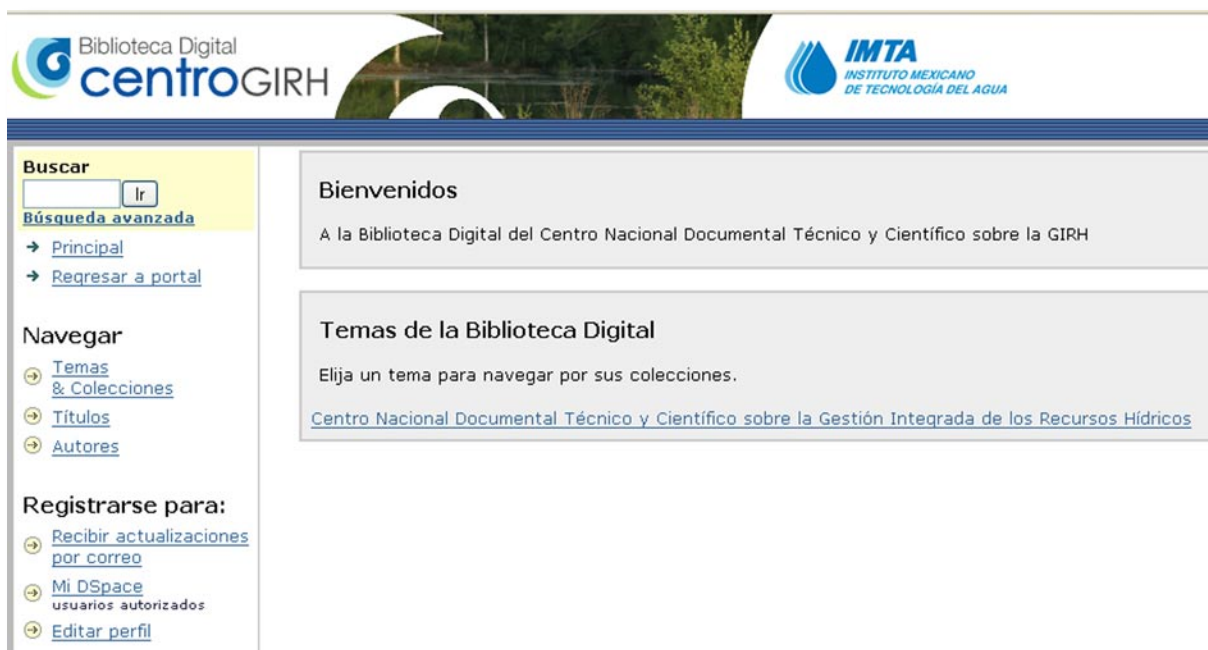 Biblioteca Digital
centroGIRH
IMTA
INSTITUTO MEXICANO
DE TECNOLOGÍA DEL AGUA
Buscar
Ir
Búsqueda avanzada
Principal
Regresar a portal
Navegar
Temas
& Colecciones
Títulos
Autores
Registrarse para:
Recibir actualizaciones
por correo
Mi DSpace
usuarios autorizados
Editar perfil
Bienvenidos
A la Biblioteca Digital del Centro Nacional Documental Técnico y Científico sobre la GIRH
Temas de la Biblioteca Digital
Elija un tema para navegar por sus colecciones.
Centro Nacional Documental Técnico y Científico sobre la Gestión Integrada de los Recursos Hídricos